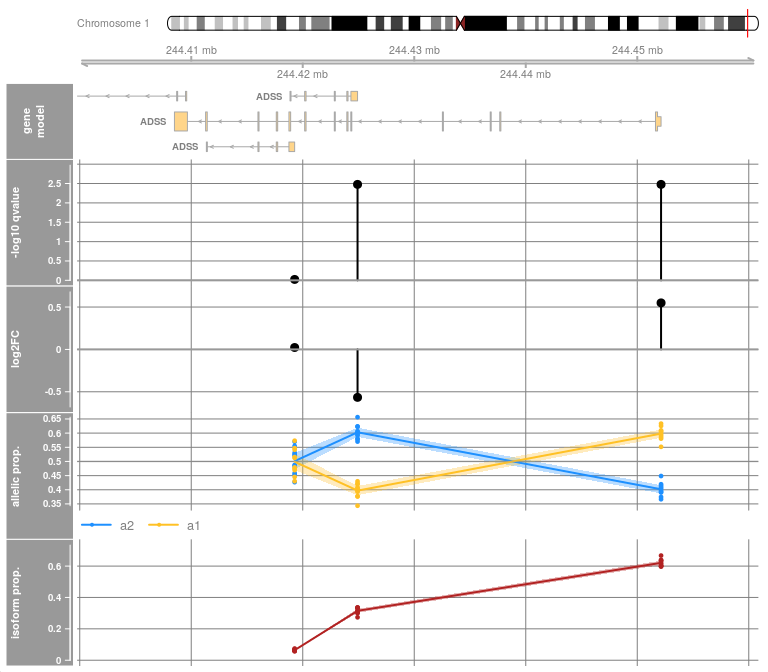 Chromosome 1
244.41 mb
244.43 mb
244.45 mb
244.42 mb
244.44 mb
gene
model
ADSS
ADSS
ADSS
-log10 qvalue
2.5
2
1.5
1
0.5
0
log2FC
0.5
0
-0.5
allelic prop.
0.65
0.6
0.55
0.5
0.45
0.4
0.35
a2
a1
isoform prop.
0.6
0.4
0.2
0